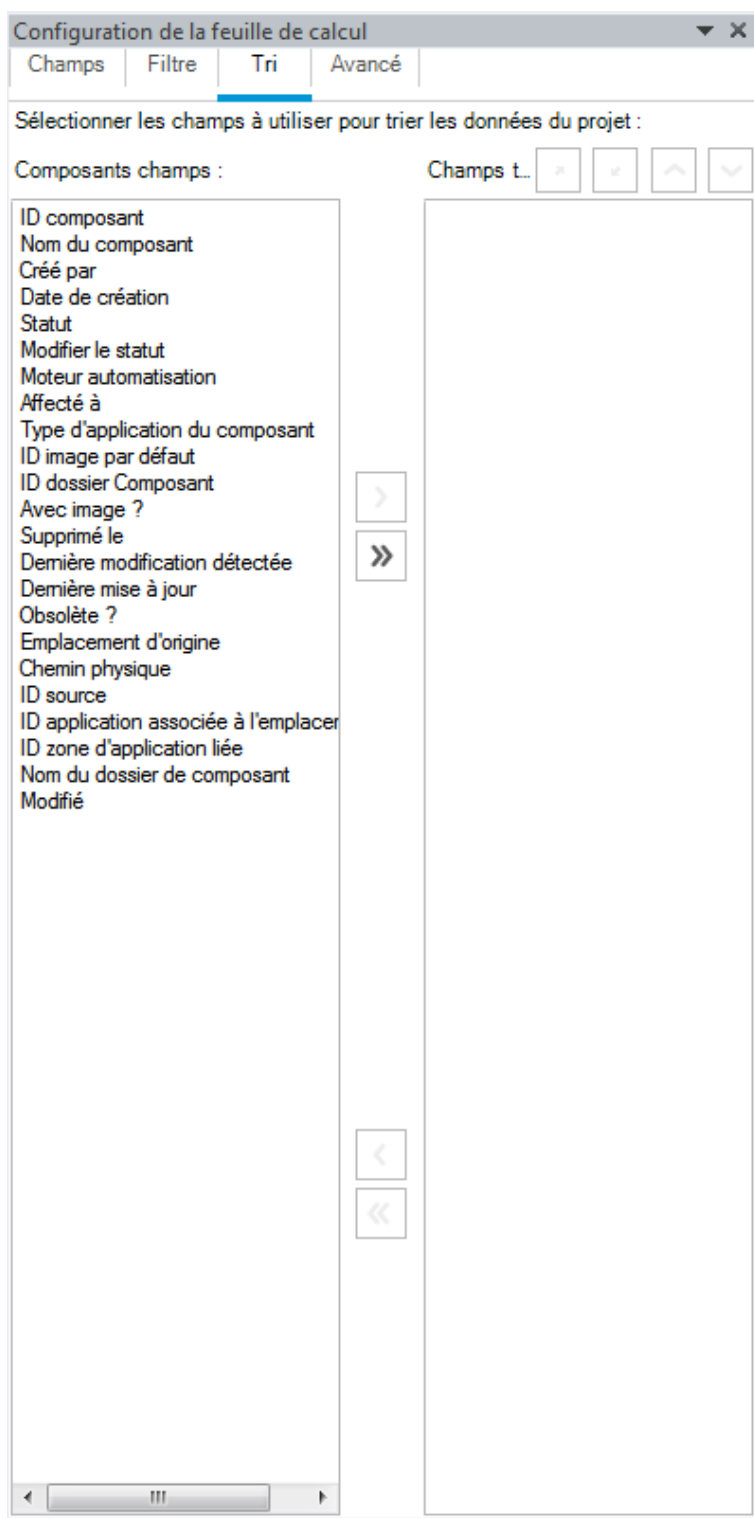 Configuration de la feuille de calcul
Champs Filtre Tri Avancé
Sélectionner les champs à utiliser pour trier les données du projet :
Composants champs : Champs t...
ID composant
Nom du composant
Créé par
Date de création
Statut
Modifier le statut
Moteur automatisation
Affecté à
Type d'application du composant
ID image par défaut
ID dossier Composant
Avec image ?
Supprimé le
Dernière modification détectée
Dernière mise à jour
Obsolète ?
Emplacement d'origine
Chemin physique
ID source
ID application associée à l'emplacer
ID zone d'application liée
Nom du dossier de composant
Modifié